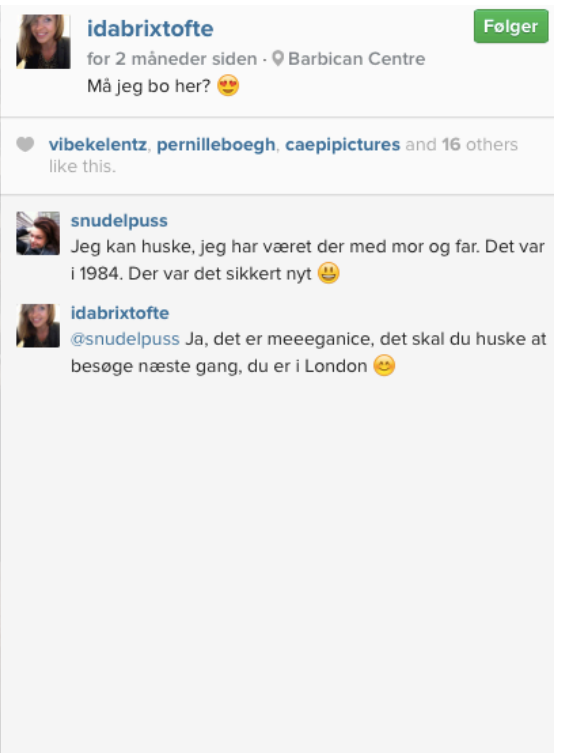 idabrixtofte
Følger
for 2 måneder siden · Barbican Centre
Må jeg bo her? 😍
vibekelentz, pernilleboegh, caepipictures and 16 others
like this.
snudelpuss
Jeg kan huske, jeg har været der med mor og far. Det var
i 1984. Der var det sikkert nyt 😃
idabrixtofte
@snudelpuss Ja, det er meeeganice, det skal du huske at
besøge næste gang, du er i London 😊